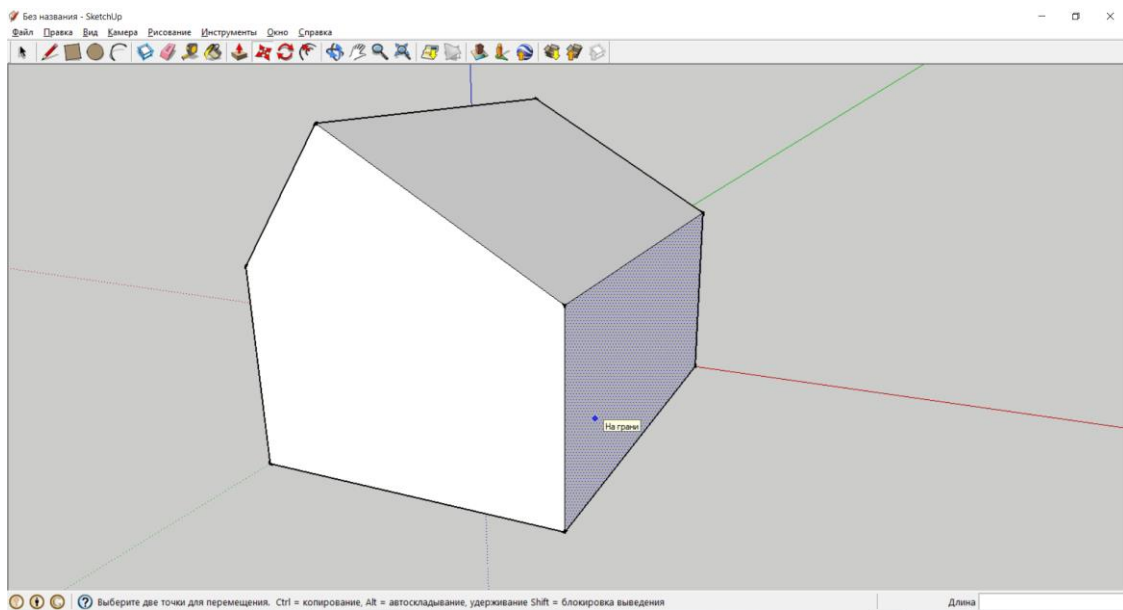 Без названия - SketchUp
Файл Правка Вид Камера Рисование Инструменты Окно Справка
На грани
Выберите две точки для перемещения. Ctrl = копирование, Alt = автоскладывание, удерживание Shift = блокировка выведения
Длина